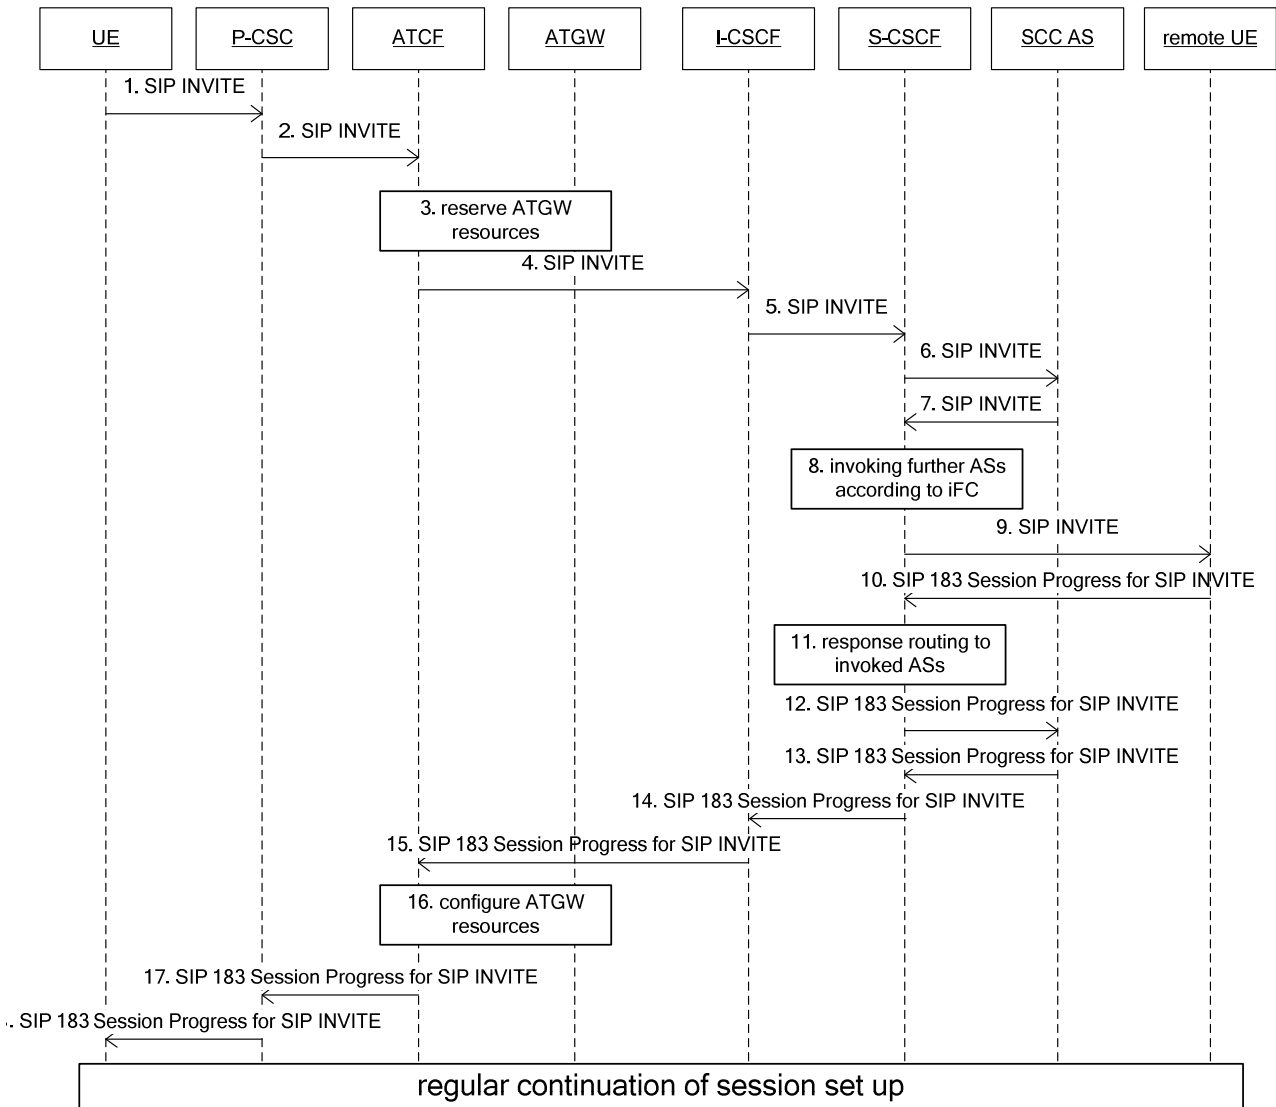 UE
P-CSC
ATCF
ATGW
I-CSCF
S-CSCF
SCC AS
remote UE
1. SIP INVITE
2. SIP INVITE
3. reserve ATGW
resources
4. SIP INVITE
5. SIP INVITE
6. SIP INVITE
7. SIP INVITE
8. invoking further ASs
according to iFC
9. SIP INVITE
10. SIP 183 Session Progress for SIP INVITE
11. response routing to
invoked ASs
12. SIP 183 Session Progress for SIP INVITE
13. SIP 183 Session Progress for SIP INVITE
14. SIP 183 Session Progress for SIP INVITE
15. SIP 183 Session Progress for SIP INVITE
16. configure ATGW
resources
17. SIP 183 Session Progress for SIP INVITE
. SIP 183 Session Progress for SIP INVITE
regular continuation of session set up